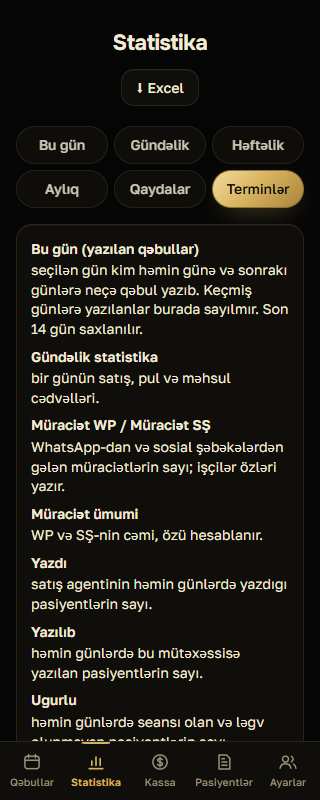 Statistika
⭳ Excel
Bu gün
Gündəlik
Həftəlik
Aylıq
Qaydalar
Terminlər
Bu gün (yazılan qəbullar)
seçilən gün kim həmin günə və sonrakı
günlərə neçə qəbul yazıb. Keçmiş
günlərə yazılanlar burada sayılmır. Son
14 gün saxlanılır.
Gündəlik statistika
bir günün satış, pul və məhsul
cədvəlləri.
Müraciət WP / Müraciət SŞ
WhatsApp-dan və sosial şəbəkələrdən
gələn müraciətlərin sayı; işçilər özləri
yazır.
Müraciət ümumi
WP və SŞ-nin cəmi, özü hesablanır.
Yazdı
satış agentinin həmin günlərdə yazdığı
pasiyentlərin sayı.
Yazılıb
həmin günlərdə bu mütəxəssisə
yazılan pasiyentlərin sayı.
Ugurlu
həmin günlərdə seansı olan və ləgv
Qəbullar
Statistika
Kassa
Pasiyentlər
Ayarlar